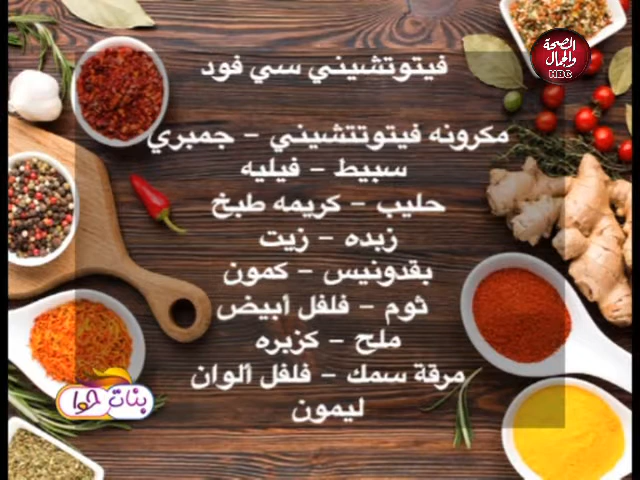 الصحة
والجمال
HBC
فيتوتشيني سي فود
مكرونه فيتوتتشيني – جمبري
سبيط – فيليه
حليب – كريمه طبخ
زبده – زيت
بقدونيس – كمون
ثوم – فلفل أبيض
ملح – كزبره
مرقة سمك – فلفل ألوان
ليمون
بنات حوا